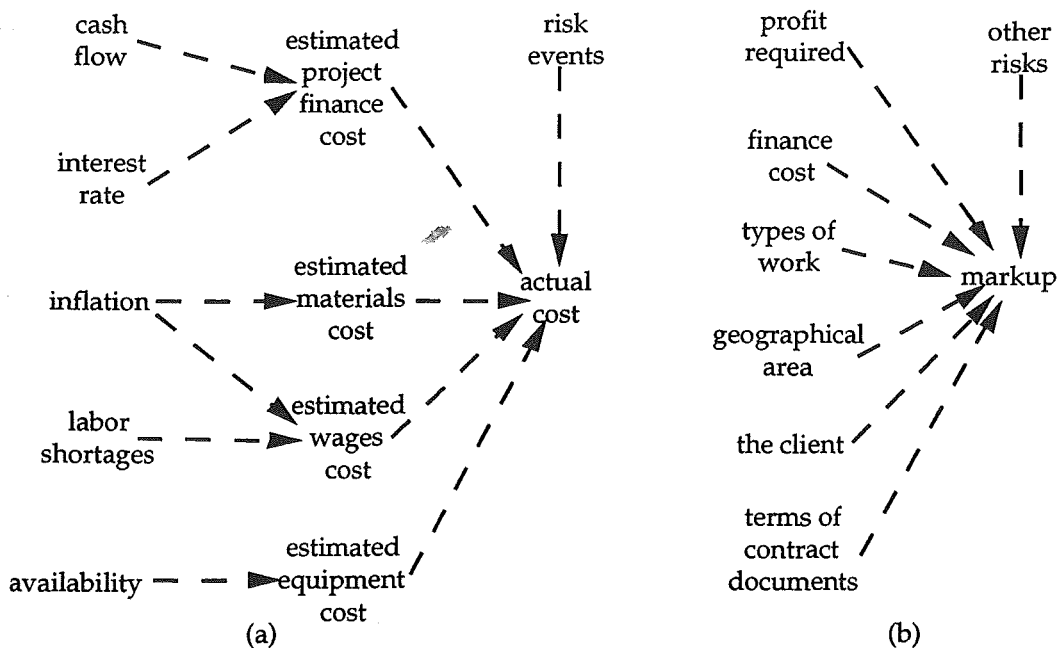 cash
flow
estimated
project
finance
cost
risk
events
interest
rate
inflation
estimated
materials
cost
actual
cost
labor
shortages
estimated
wages
cost
availability
estimated
equipment
cost
(a)
profit
required
other
risks
finance
cost
types of
work
markup
geographical
area
the client
terms of
contract
documents
(b)